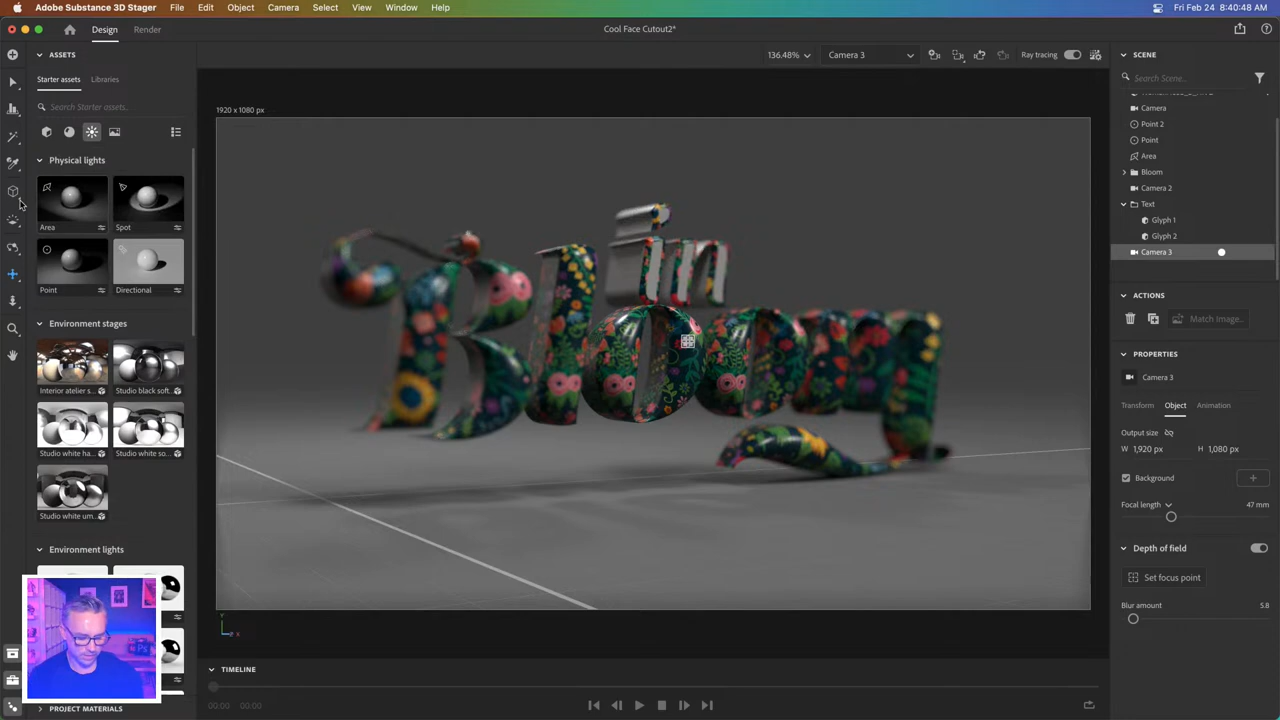 Adobe Substance 3D Stager File Edit Object Camera Select View Window Help Fri Feb 24 8:40:48 AM
Design Render Cool Face Cutout2*
ASSETS
Starter assets Libraries
Search Starter assets...
Physical lights
Area Spot
Point Directional
Environment stages
Interior atelier s... Studio black soft...
Studio white ha... Studio white so...
Studio white um...
Environment lights
PROJECT MATERIALS
136.48% Camera 3 Ray tracing
1920 x 1080 px
in
Bloom
Ps
Y
Z X
TIMELINE
00:00 00:00
SCENE
Search Scene...
Camera
Point 2
Point
Area
Bloom
Camera 2
Text
Glyph 1
Glyph 2
Camera 3
ACTIONS
Match Image...
PROPERTIES
Camera 3
Transform Object Animation
Output size
W 1,920 px H 1,080 px
Background
Focal length 47 mm
Depth of field
Set focus point
Blur amount 5.8